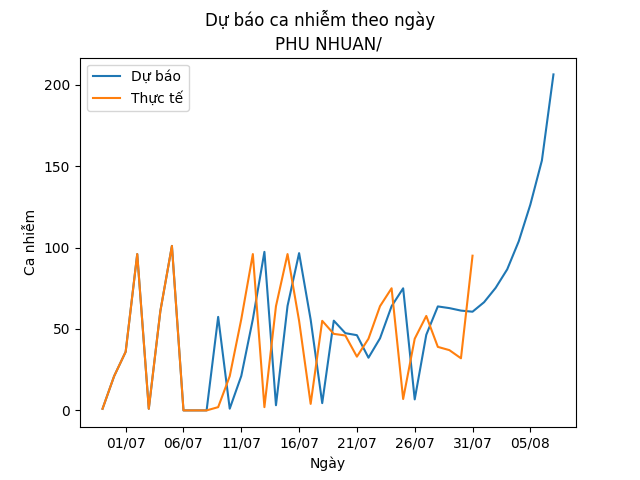 Dự báo ca nhiễm theo ngày
PHU NHUAN/
Dự báo
Thực tế
Ca nhiễm
200
150
100
50
0
01/07 06/07 11/07 16/07 21/07 26/07 31/07 05/08
Ngày